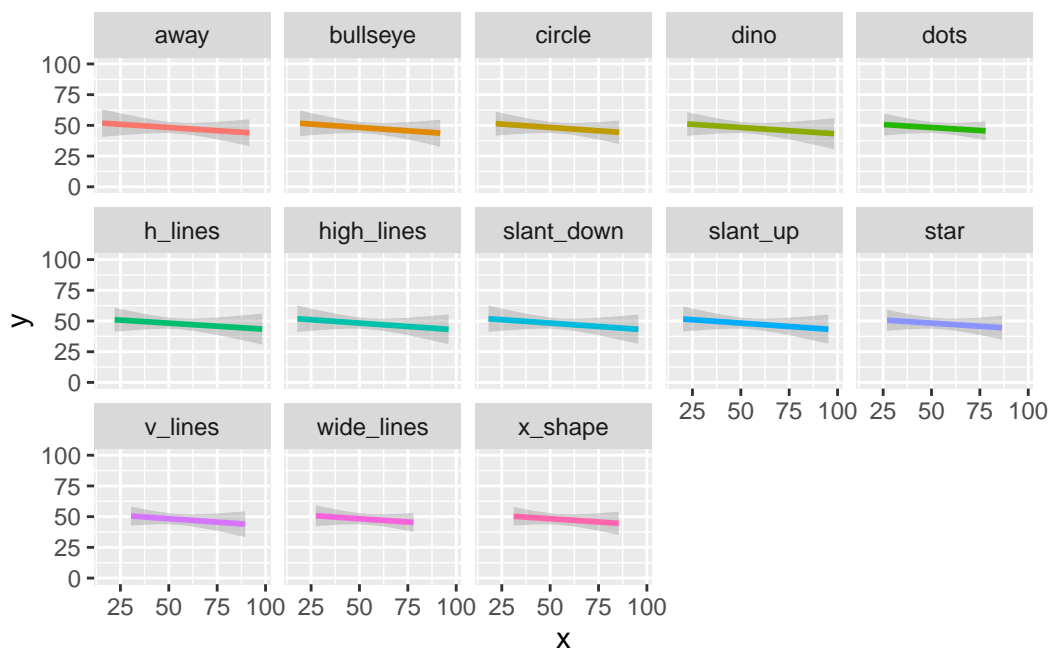 away bullseye circle dino dots
100
75
50
25
0
h_lines high_lines slant_down slant_up star
100
75
50
25
0
y
25 50 75 100 25 50 75 100
v_lines wide_lines x_shape
100
75
50
25
0
25 50 75 100 25 50 75 100 25 50 75 100
x